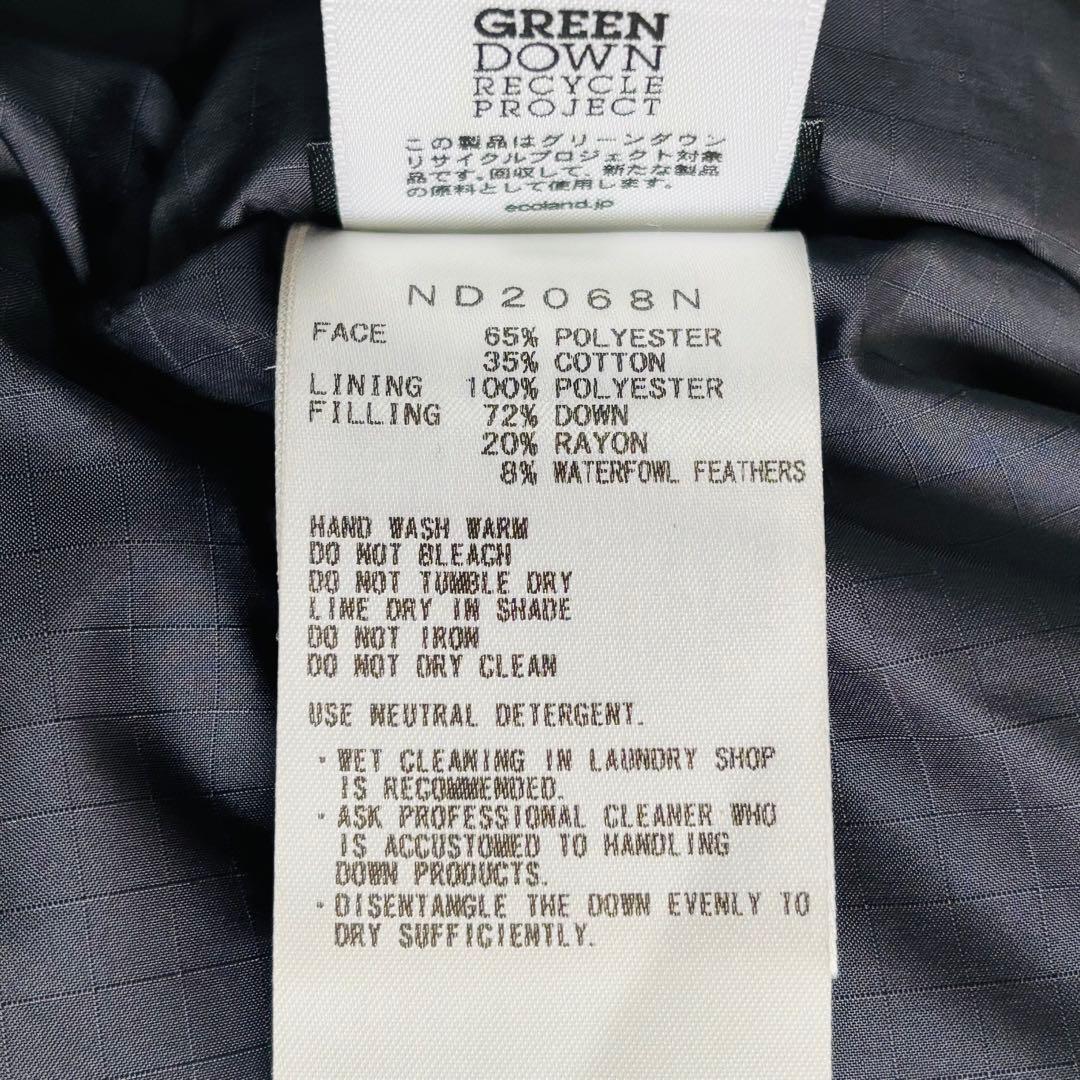 GREEN
DOWN
RECYCLE
PROJECT
この製品はグリーンダウン
リサイクルプロジェクト対象
品です。回収して、新たな製品
の原料として使用します。
ecoland.jp
ND2068N
FACE 65% POLYESTER
35% COTTON
LINING 100% POLYESTER
FILLING 72% DOWN
20% RAYON
8% WATERFOWL FEATHERS
HAND WASH WARM
DO NOT BLEACH
DO NOT TUMBLE DRY
LINE DRY IN SHADE
DO NOT IRON
DO NOT DRY CLEAN
USE NEUTRAL DETERGENT.
・WET CLEANING IN LAUNDRY SHOP
IS RECOMMENDED.
・ASK PROFESSIONAL CLEANER WHO
IS ACCUSTOMED TO HANDLING
DOWN PRODUCTS.
・DISENTANGLE THE DOWN EVENLY TO
DRY SUFFICIENTLY.